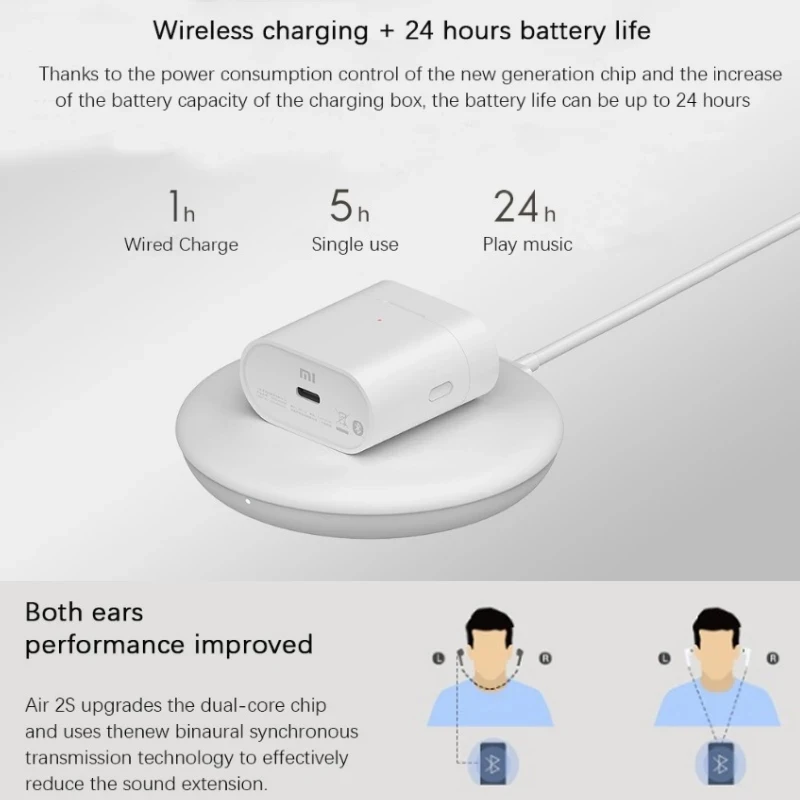 Wireless charging + 24 hours battery life
Thanks to the power consumption control of the new generation chip and the increase
of the battery capacity of the charging box, the battery life can be up to 24 hours
1h
5h
24h
Wired Charge
Single use
Play music
mi
Both ears
performance improved
Air 2S upgrades the dual-core chip
and uses thenew binaural synchronous
transmission technology to effectively
reduce the sound extension.
L
R
L
R